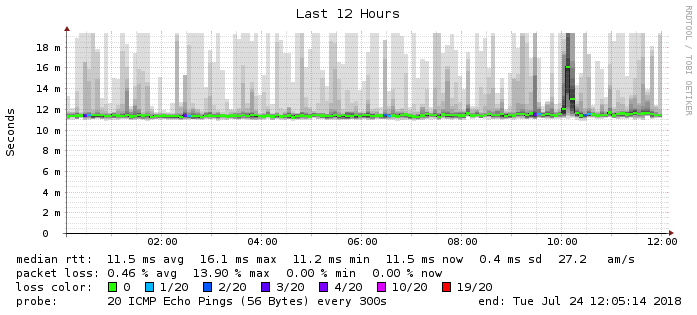 Last 12 Hours
RRDTOOL / TOBI OETIKER
Seconds
18 m
16 m
14 m
12 m
10 m
8 m
6 m
4 m
2 m
0
02:00 04:00 06:00 08:00 10:00 12:00
median rtt: 11.5 ms avg 16.1 ms max 11.2 ms min 11.5 ms now 0.4 ms sd 27.2 am/s
packet loss: 0.46 % avg 13.90 % max 0.00 % min 0.00 % now
loss color: 0 1/20 2/20 3/20 4/20 10/20 19/20
probe: 20 ICMP Echo Pings (56 Bytes) every 300s end: Tue Jul 24 12:05:14 2018